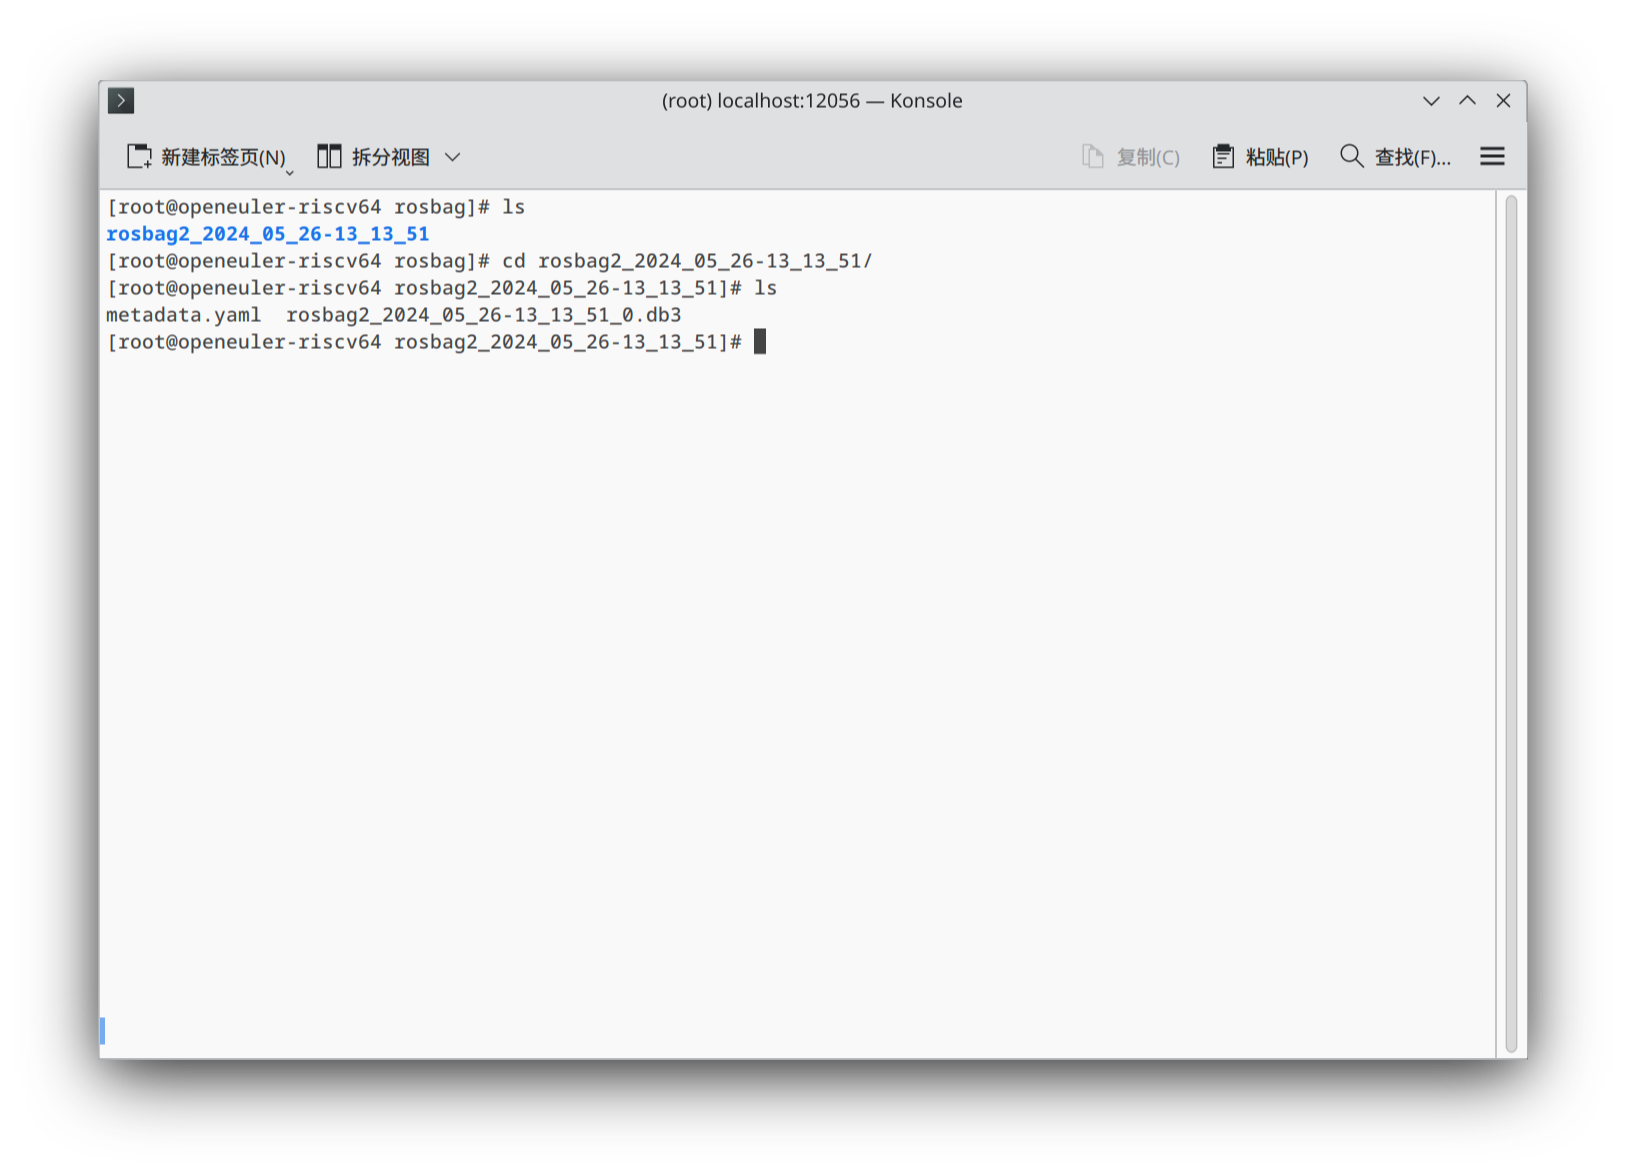 (root) localhost:12056 — Konsole
新建标签页(N) 拆分视图 复制(C) 粘贴(P) 查找(F)...
[root@openeuler-riscv64 rosbag]# ls
rosbag2_2024_05_26-13_13_51
[root@openeuler-riscv64 rosbag]# cd rosbag2_2024_05_26-13_13_51/
[root@openeuler-riscv64 rosbag2_2024_05_26-13_13_51]# ls
metadata.yaml  rosbag2_2024_05_26-13_13_51_0.db3
[root@openeuler-riscv64 rosbag2_2024_05_26-13_13_51]#